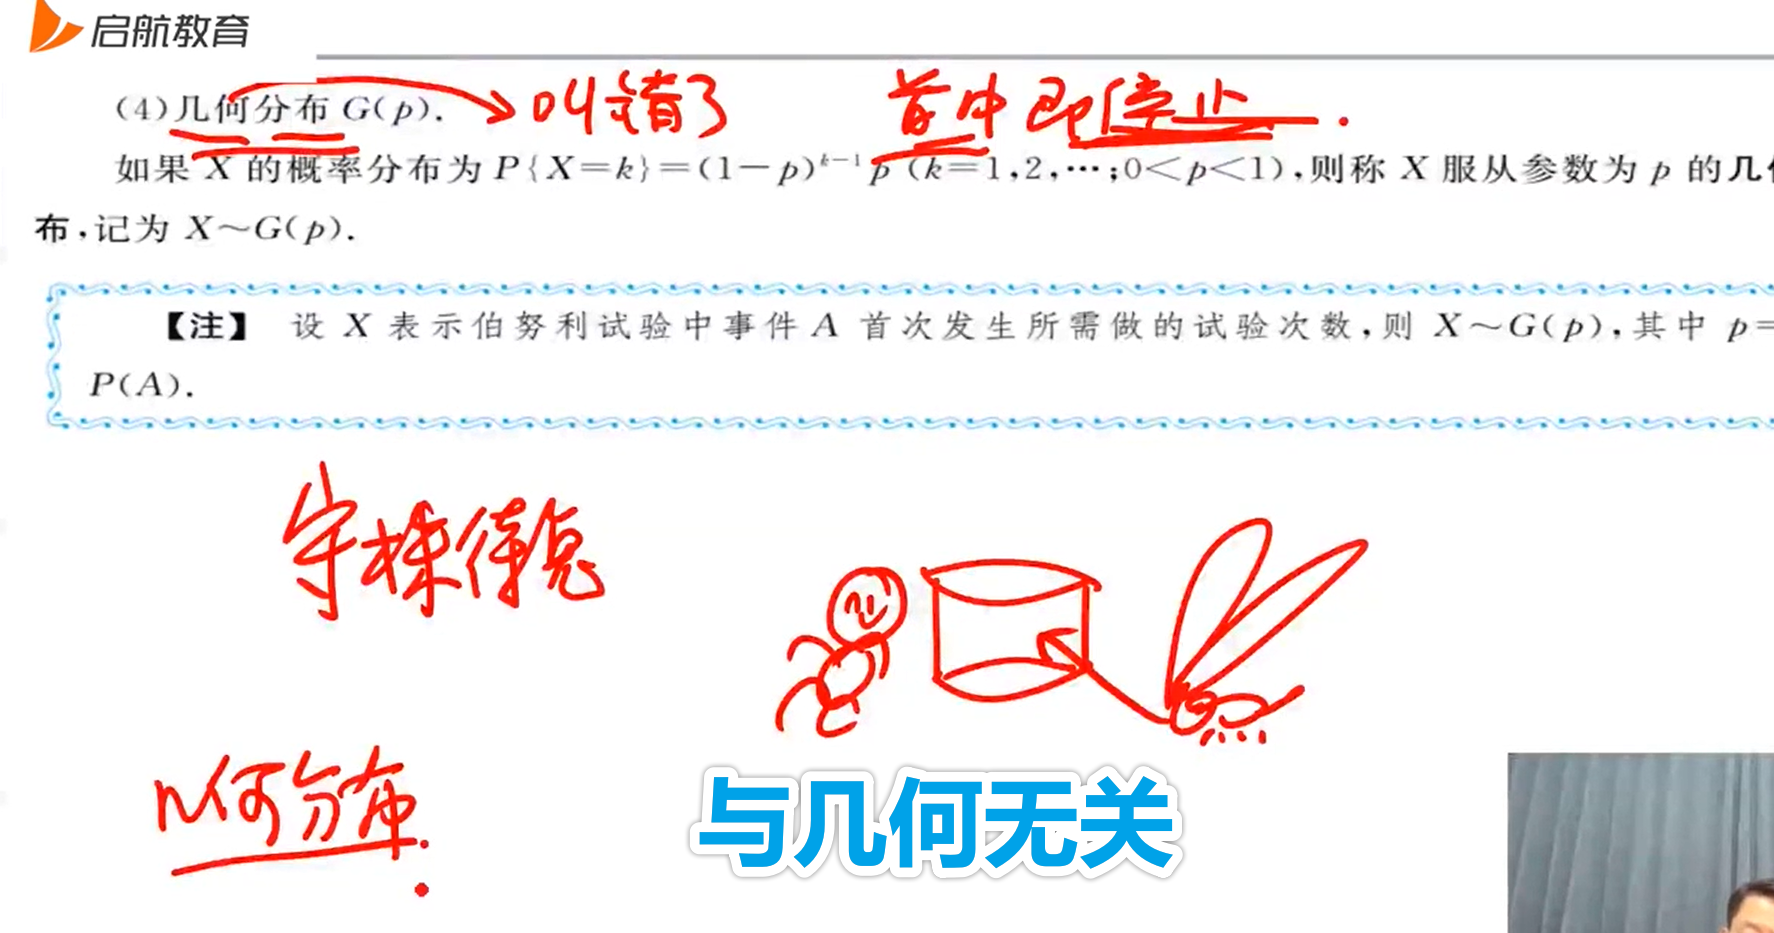 启航教育
(4)几何分布 G(p).
叫错了
首中即停止.
如果 X 的概率分布为 P{X=k}=(1-p)^{k-1} p (k=1,2,…;0<p<1),则称 X 服从参数为 p 的几
布,记为 X~G(p).
【注】 设 X 表示伯努利试验中事件 A 首次发生所需做的试验次数,则 X~G(p),其中 p=
P(A).
守株待兔
几何分布.
与几何无关